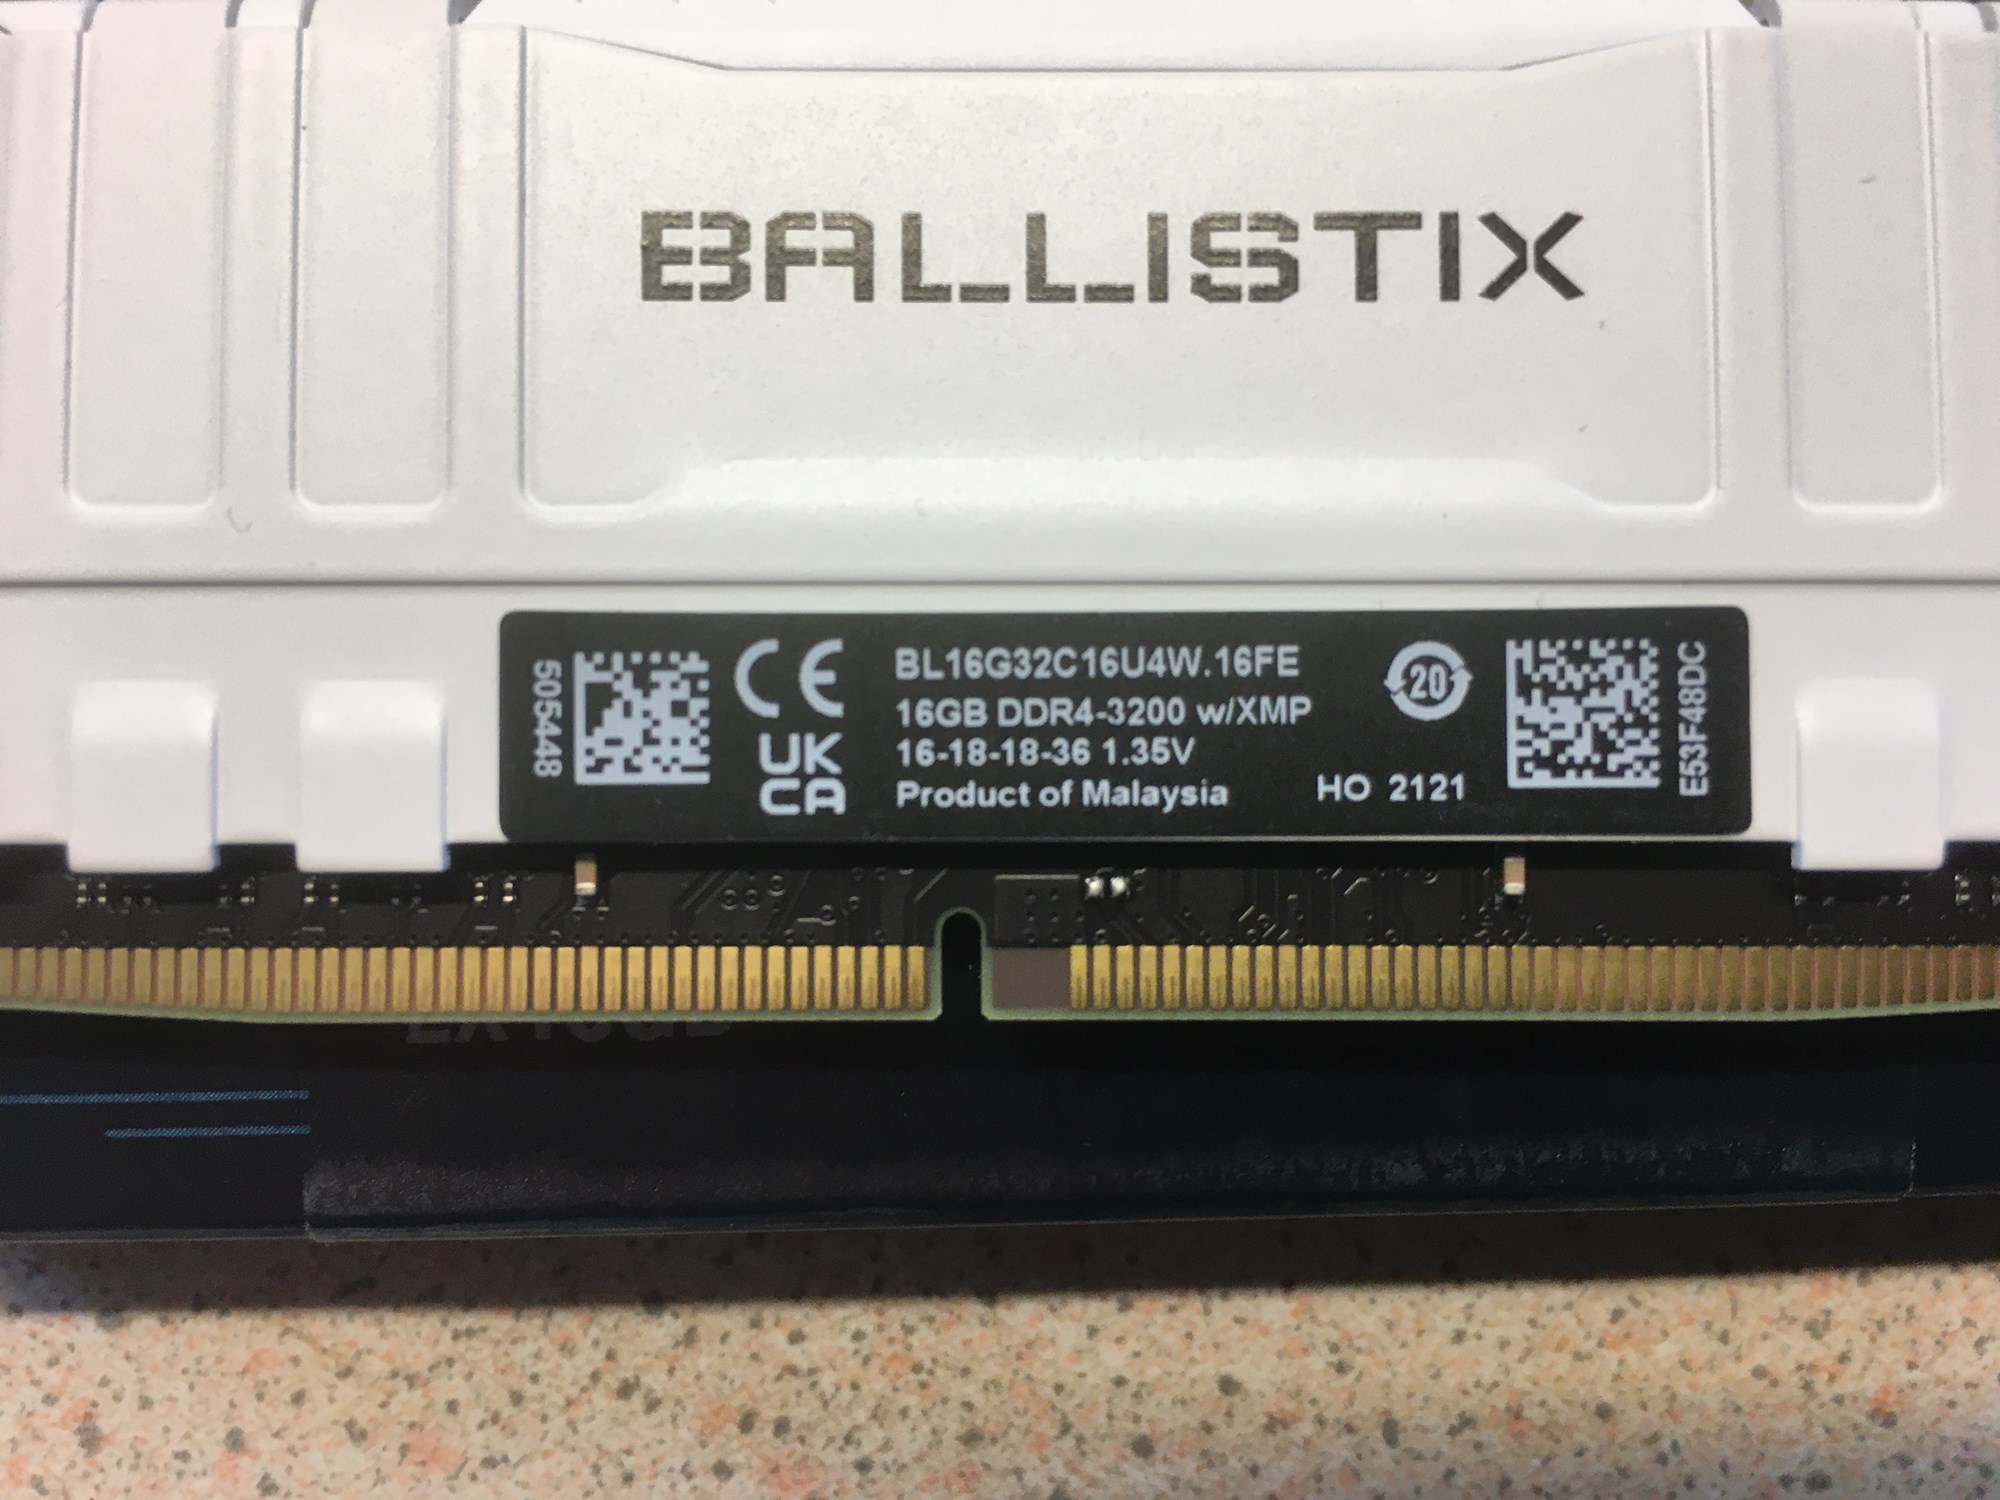 BALLISTIX
5054448
CE
UK
CA
BL16G32C16U4W.16FE
16GB DDR4-3200 w/XMP
16-18-18-36 1.35V
Product of Malaysia
20
HO 2121
E53F48DC